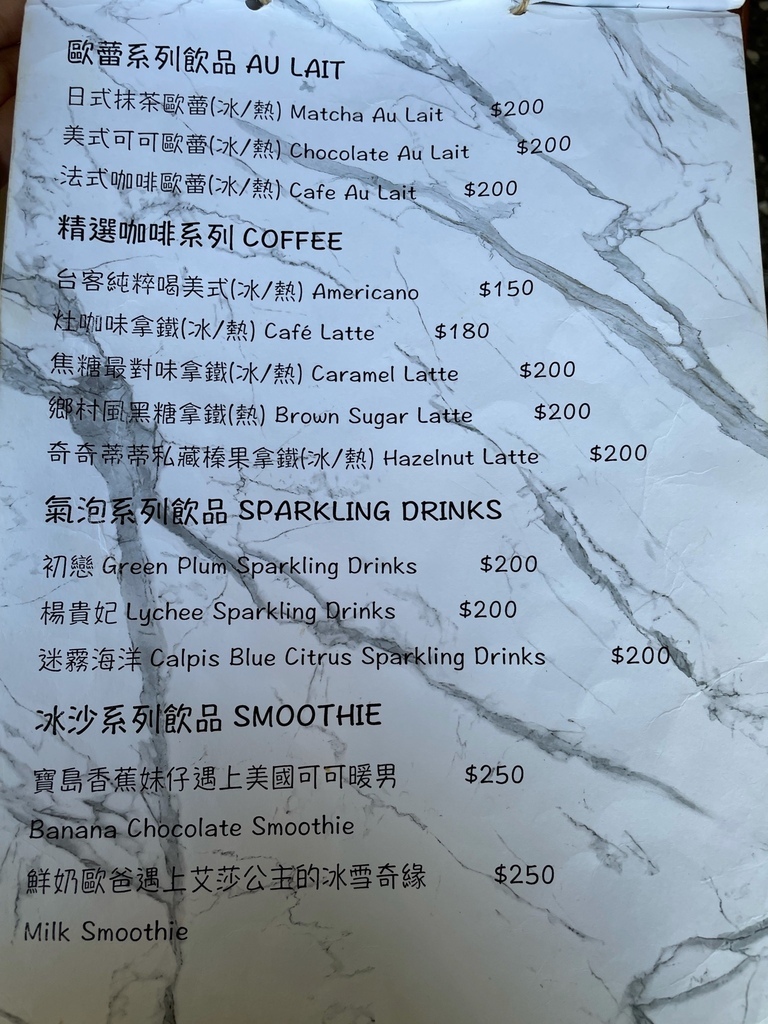 歐蕾系列飲品 AU LAIT
日式抹茶歐蕾(冰/熱) Matcha Au Lait $200
美式可可歐蕾(冰/熱) Chocolate Au Lait $200
法式咖啡歐蕾(冰/熱) Cafe Au Lait $200
精選咖啡系列 COFFEE
台客純粹喝美式(冰/熱) Americano $150
灶咖味拿鐵(冰/熱) Café Latte $180
焦糖最對味拿鐵(冰/熱) Caramel Latte $200
鄉村風黑糖拿鐵(熱) Brown Sugar Latte $200
奇奇蒂蒂私藏榛果拿鐵(冰/熱) Hazelnut Latte $200
氣泡系列飲品 SPARKLING DRINKS
初戀 Green Plum Sparkling Drinks $200
楊貴妃 Lychee Sparkling Drinks $200
迷霧海洋 Calpis Blue Citrus Sparkling Drinks $200
冰沙系列飲品 SMOOTHIE
寶島香蕉妹仔遇上美國可可暖男 $250
Banana Chocolate Smoothie
鮮奶歐爸遇上艾莎公主的冰雪奇緣 $250
Milk Smoothie